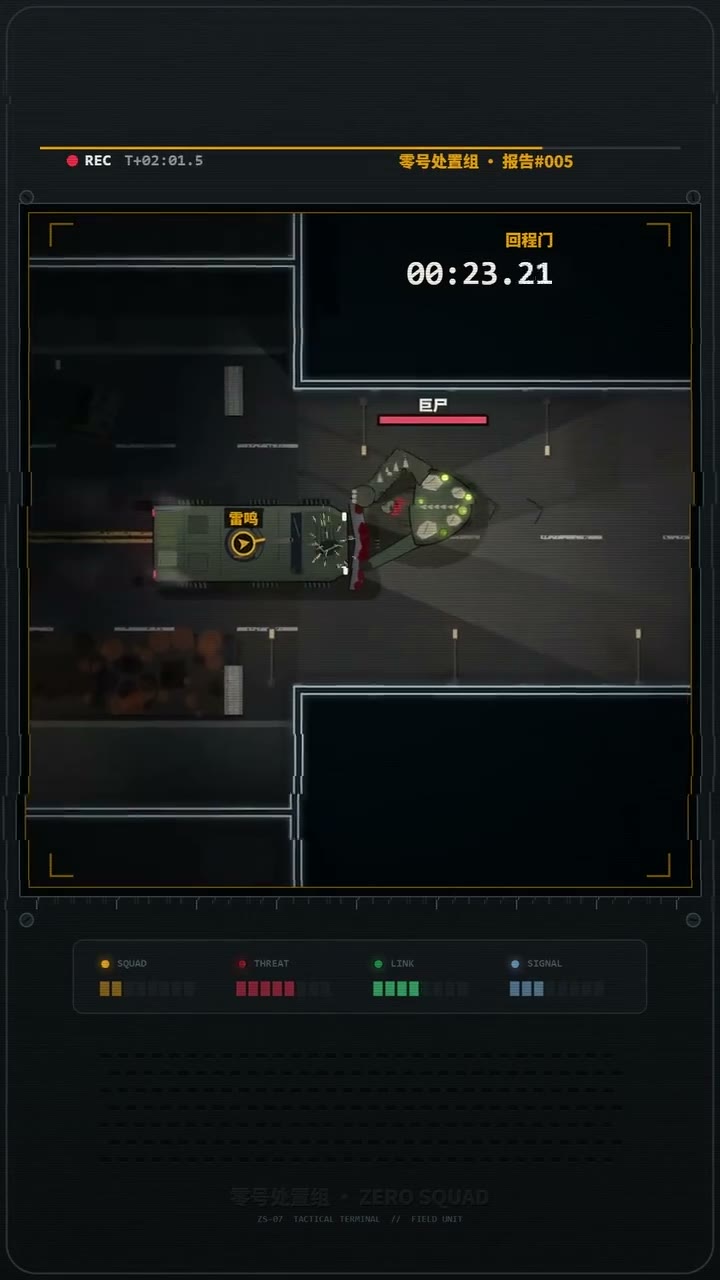 REC T+02:01.5
零号处置组 · 报告#005
回程门
00:23.21
巨尸
雷鸣
SQUAD
THREAT
LINK
SIGNAL
零号处置组 · ZERO SQUAD
ZS-07 TACTICAL TERMINAL // FIELD UNIT